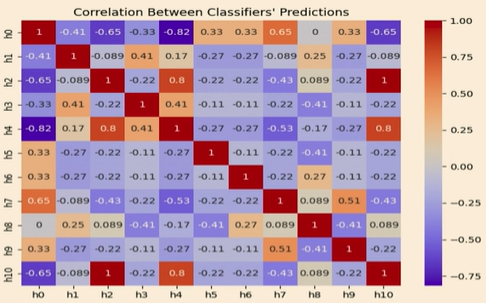 Correlation Between Classifiers' Predictions
h0 1 -0.41 -0.65 -0.33 -0.82 0.33 0.33 0.65 0 0.33 -0.65
h1 -0.41 1 -0.089 0.41 0.17 -0.27 -0.27 -0.089 0.25 -0.27 -0.089
h2 -0.65 -0.089 1 -0.22 0.8 -0.22 -0.22 -0.43 0.089 -0.22 1
h3 -0.33 0.41 -0.22 1 0.41 -0.11 -0.11 -0.22 -0.41 -0.11 -0.22
h4 -0.82 0.17 0.8 0.41 1 -0.27 -0.27 -0.53 -0.17 -0.27 0.8
h5 0.33 -0.27 -0.22 -0.11 -0.27 1 -0.11 -0.22 -0.41 -0.11 -0.22
h6 0.33 -0.27 -0.22 -0.11 -0.27 -0.11 1 -0.22 0.27 -0.11 -0.22
h7 0.65 -0.089 -0.43 -0.22 -0.53 -0.22 -0.22 1 0.089 0.51 -0.43
h8 0 0.25 0.089 -0.41 -0.17 -0.41 0.27 0.089 1 -0.41 0.089
h9 0.33 -0.27 -0.22 -0.11 -0.27 -0.11 -0.11 0.51 -0.41 1 -0.22
h10 -0.65 -0.089 1 -0.22 0.8 -0.22 -0.22 -0.43 0.089 -0.22 1
h0 h1 h2 h3 h4 h5 h6 h7 h8 h9 h10
1.00
0.75
0.50
0.25
0.00
-0.25
-0.50
-0.75